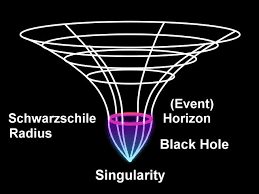 Schwarzschile
Radius
(Event)
Horizon
Black Hole
Singularity